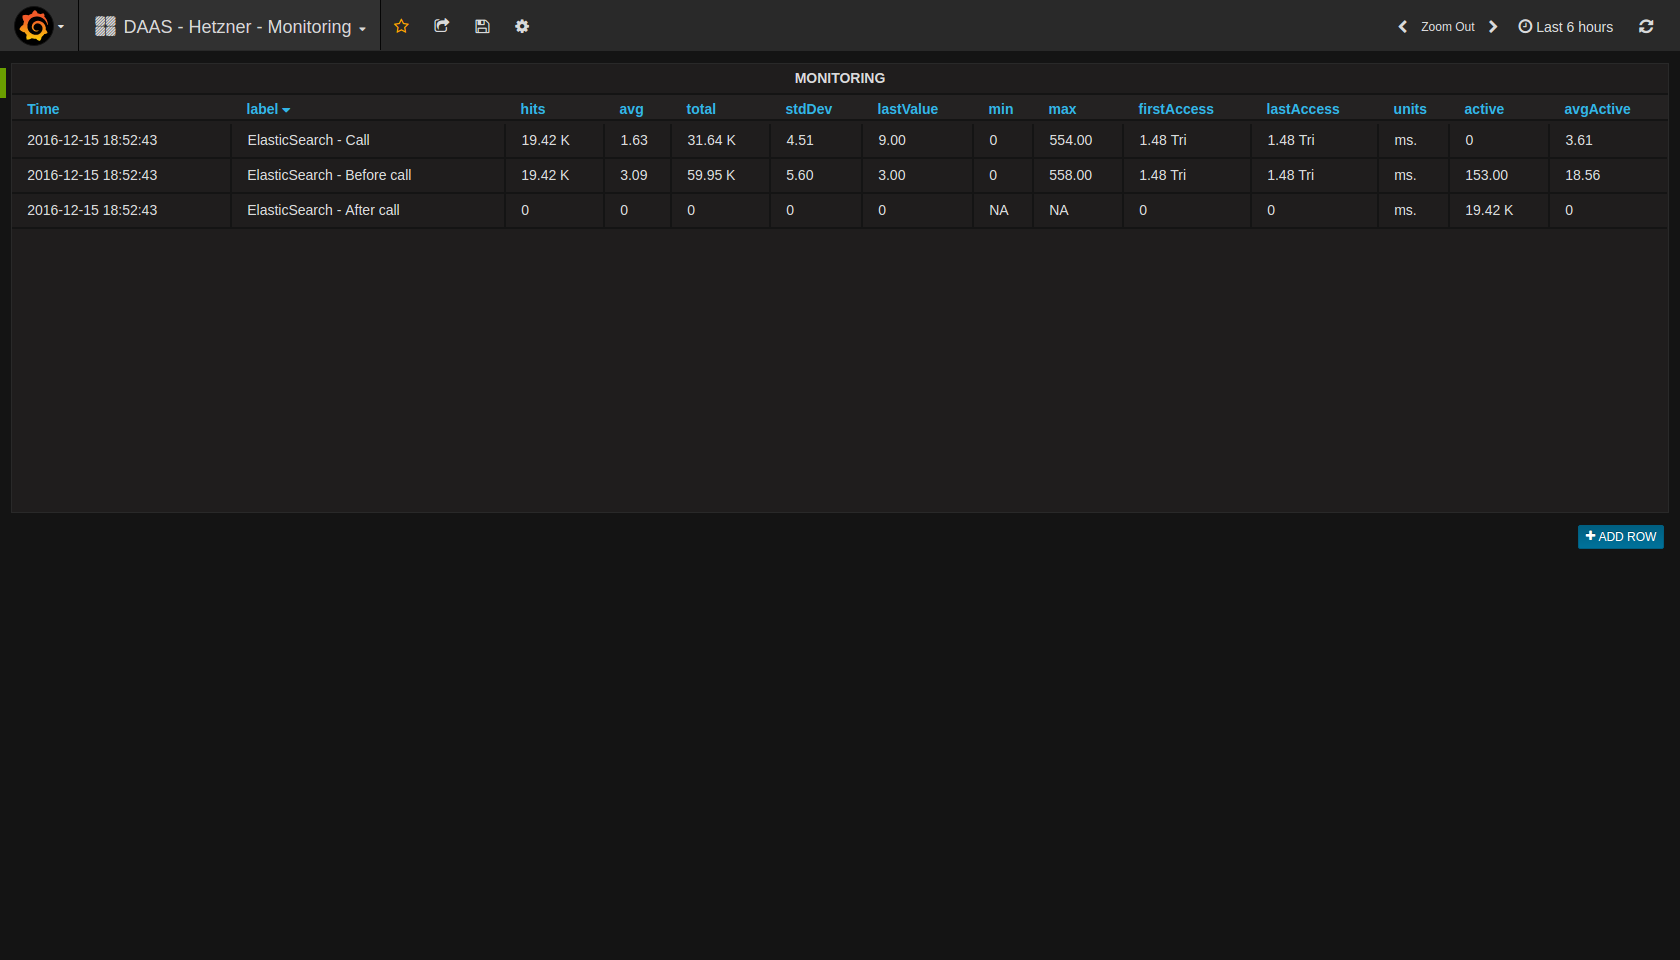 DAAS - Hetzner - Monitoring Zoom Out Last 6 hours
MONITORING
Time label hits avg total stdDev lastValue min max firstAccess lastAccess units active avgActive
2016-12-15 18:52:43 ElasticSearch - Call 19.42 K 1.63 31.64 K 4.51 9.00 0 554.00 1.48 Tri 1.48 Tri ms. 0 3.61
2016-12-15 18:52:43 ElasticSearch - Before call 19.42 K 3.09 59.95 K 5.60 3.00 0 558.00 1.48 Tri 1.48 Tri ms. 153.00 18.56
2016-12-15 18:52:43 ElasticSearch - After call 0 0 0 0 0 NA NA 0 0 ms. 19.42 K 0
ADD ROW